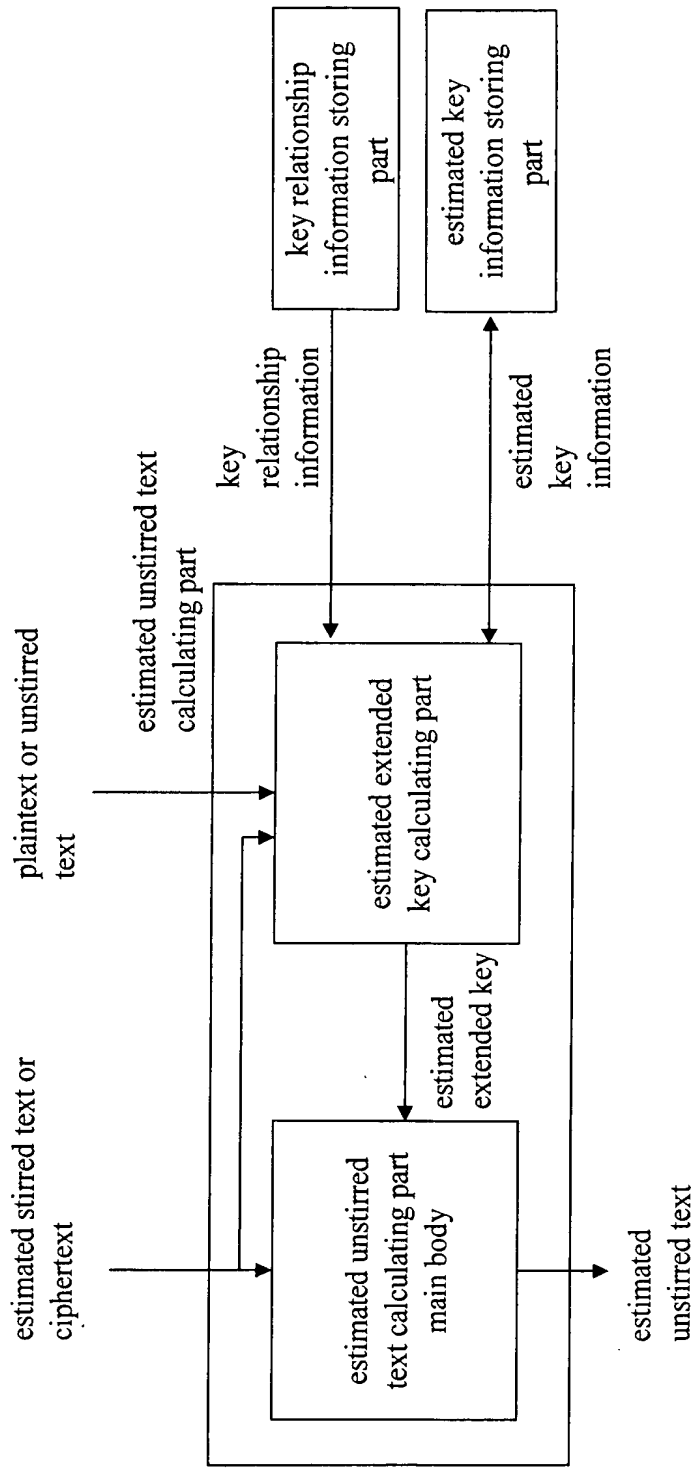 estimated stirred text or
ciphertext
plaintext or unstirred
text
estimated unstirred text
calculating part
estimated unstirred
text calculating part
main body
estimated
extended key
estimated extended
key calculating part
key
relationship
information
key relationship
information storing
part
estimated
key
information
estimated key
information storing
part
estimated
unstirred text